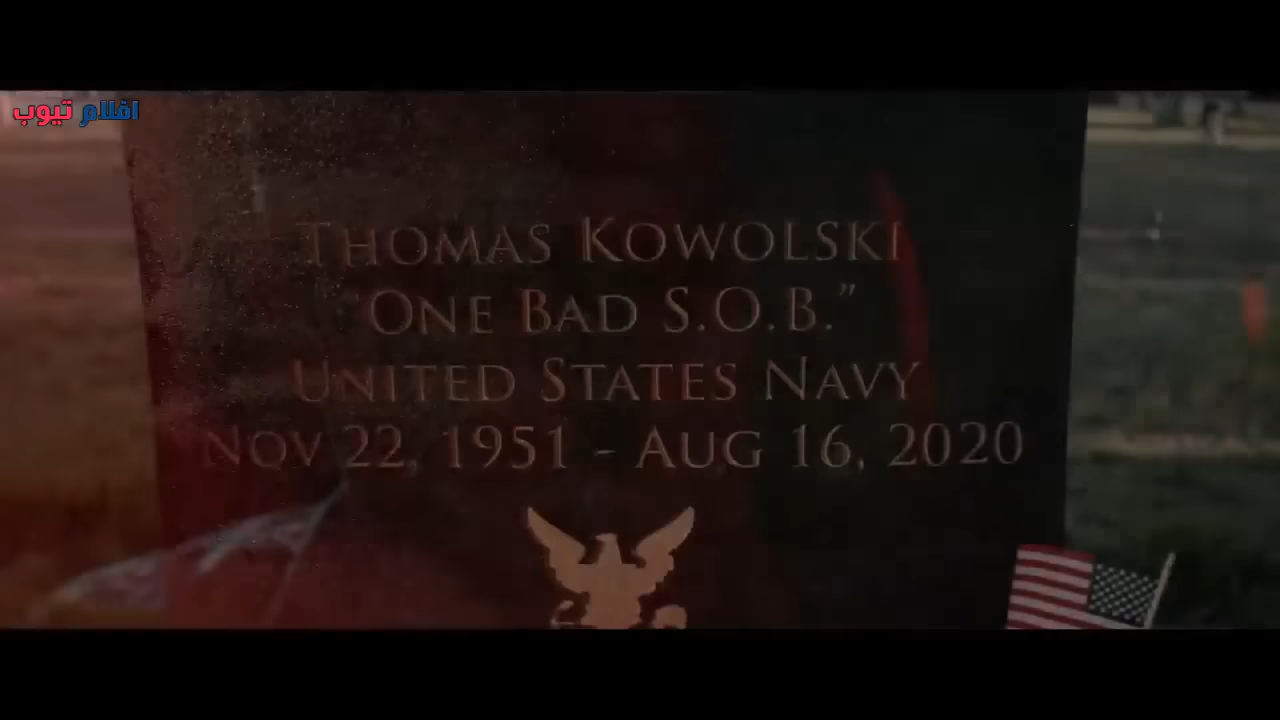 افلام تيوب
THOMAS KOWOLSKI
"ONE BAD S.O.B."
UNITED STATES NAVY
NOV 22, 1951 - AUG 16, 2020